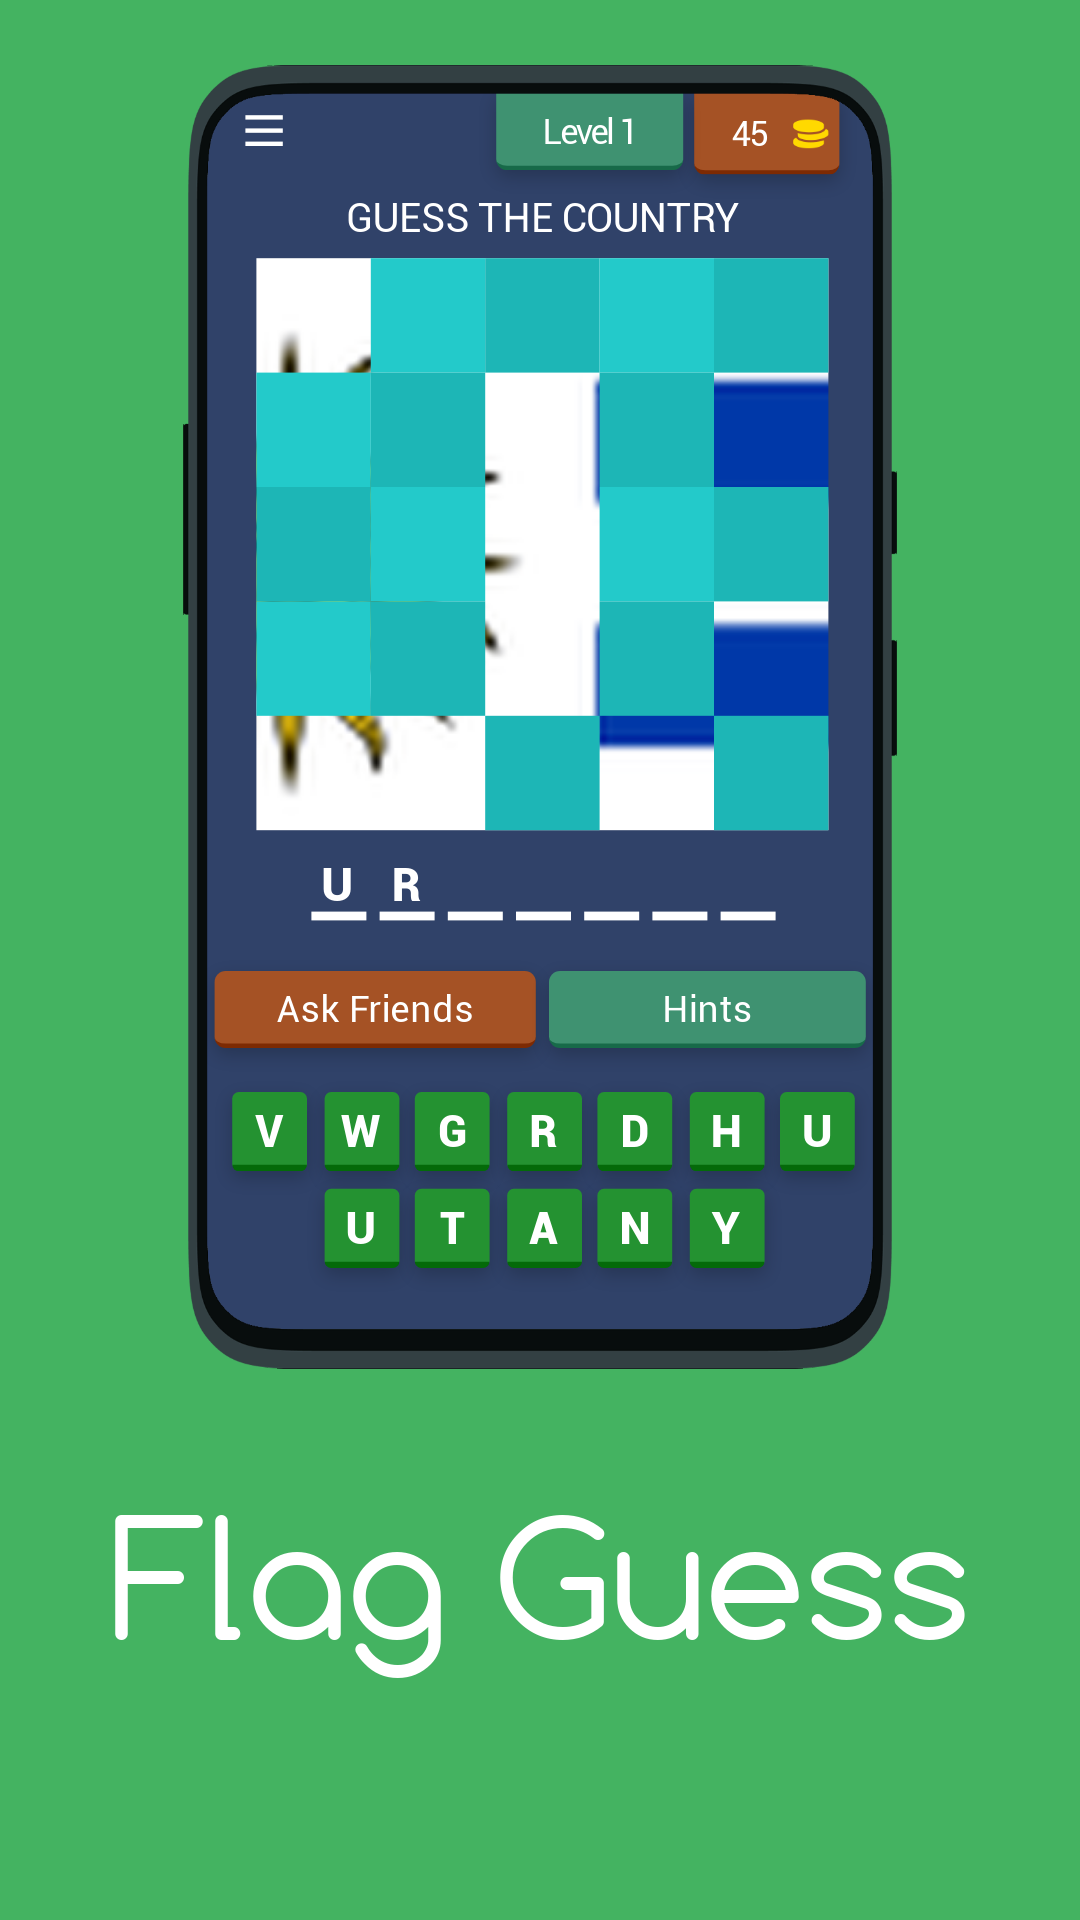 Level 1
45
GUESS THE COUNTRY
U R
Ask Friends
Hints
V W G R D H U
U T A N Y
Flag Guess